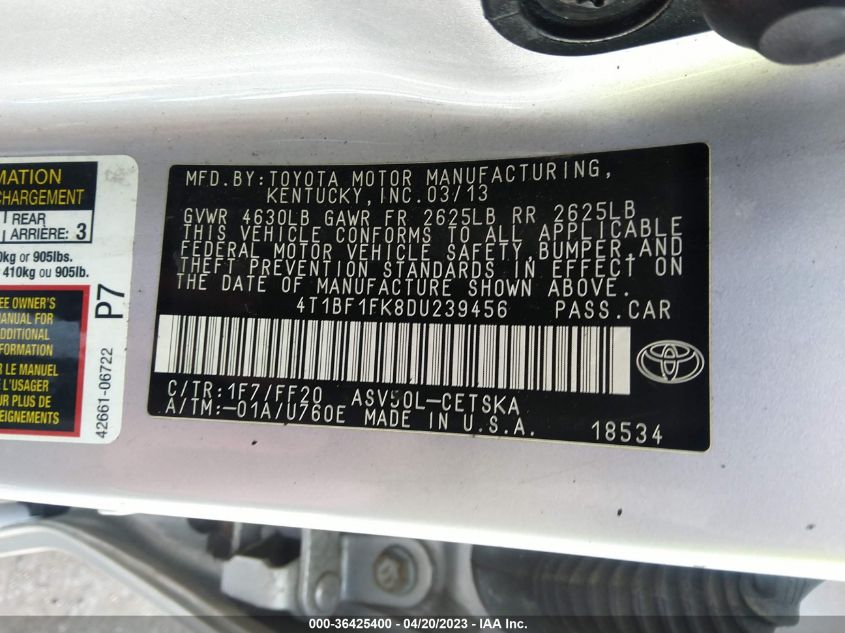 MATION
CHARGEMENT
REAR
ARRIÈRE: 3
kg or 905lbs.
410kg ou 905lb.
EE OWNER'S
MANUAL FOR
ADDITIONAL
INFORMATION
R LE MANUEL
L'USAGER
UR PLUS DE
EIGNEMENTS
P7
42661-06722
MFD.BY:TOYOTA MOTOR MANUFACTURING,
KENTUCKY,INC.03/13
GVWR 4630LB GAWR FR 2625LB RR 2625LB
THIS VEHICLE CONFORMS TO ALL APPLICABLE
FEDERAL MOTOR VEHICLE SAFETY,BUMPER,AND
THEFT PREVENTION STANDARDS IN EFFECT ON
THE DATE OF MANUFACTURE SHOWN ABOVE.
4T1BF1FK8DU239456 PASS.CAR
C/TR:1F7/FF20 ASV50L-CETSKA
A/TM:-01A/U760E MADE IN U.S.A. 18534
000-36425400 - 04/20/2023 - IAA Inc.